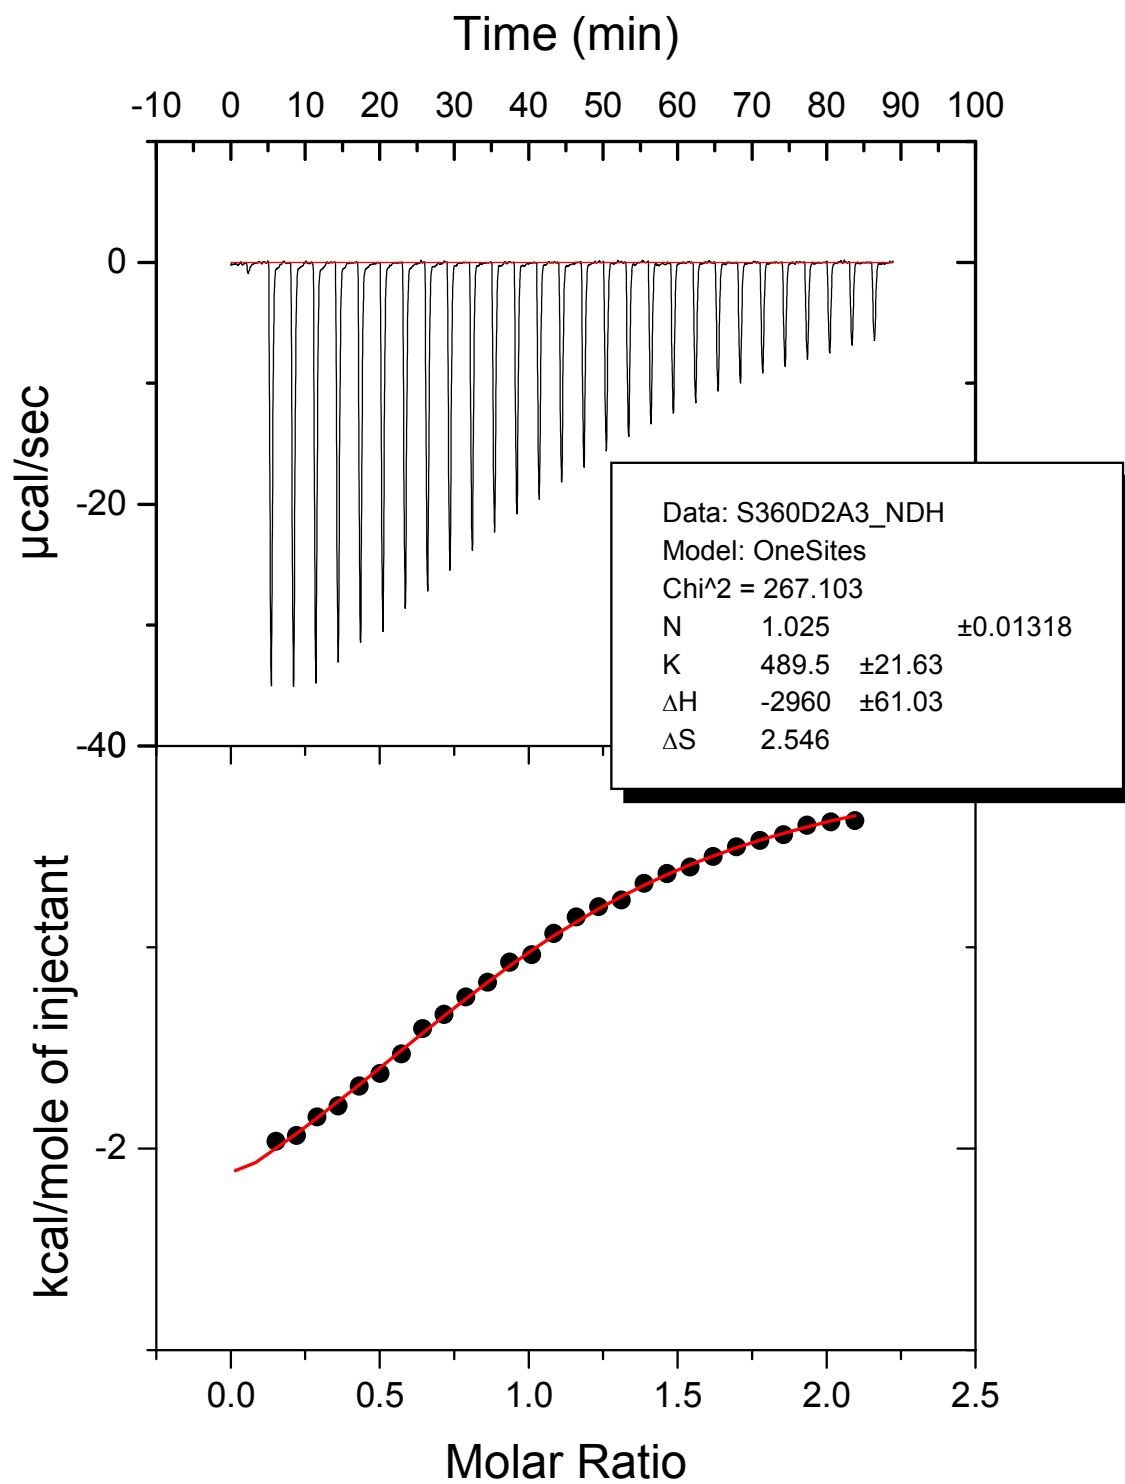 Time (min)
-10 0 10 20 30 40 50 60 70 80 90 100
0
-20
-40
µcal/sec
Data: S360D2A3_NDH
Model: OneSites
Chi^2 = 267.103
N 1.025 ±0.01318
K 489.5 ±21.63
ΔH -2960 ±61.03
ΔS 2.546
-2
kcal/mole of injectant
0.0 0.5 1.0 1.5 2.0 2.5
Molar Ratio